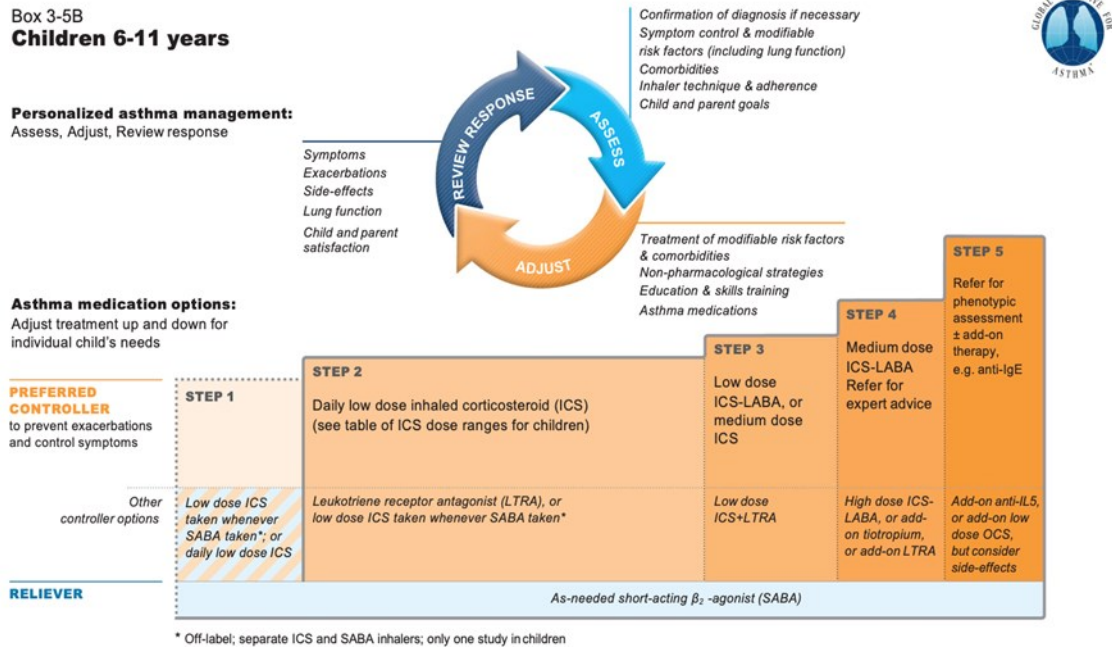 Box 3-5B
Children 6-11 years
Personalized asthma management:
Assess, Adjust, Review response
Symptoms
Exacerbations
Side-effects
Lung function
Child and parent
satisfaction
REVIEW RESPONSE
ASSESS
ADJUST
Confirmation of diagnosis if necessary
Symptom control & modifiable
risk factors (including lung function)
Comorbidities
Inhaler technique & adherence
Child and parent goals
ASTHMA
Treatment of modifiable risk factors
& comorbidities
Non-pharmacological strategies
Education & skills training
Asthma medications
Asthma medication options:
Adjust treatment up and down for
individual child's needs
PREFERRED
CONTROLLER
to prevent exacerbations
and control symptoms
STEP 1
STEP 2
Daily low dose inhaled corticosteroid (ICS)
(see table of ICS dose ranges for children)
STEP 3
Low dose
ICS-LABA, or
medium dose
ICS
STEP 4
Medium dose
ICS-LABA
Refer for
expert advice
STEP 5
Refer for
phenotypic
assessment
± add-on
therapy,
e.g. anti-IgE
Other
controller options
Low dose ICS
taken whenever
SABA taken*; or
daily low dose ICS
Leukotriene receptor antagonist (LTRA), or
low dose ICS taken whenever SABA taken*
Low dose
ICS+LTRA
High dose ICS-
LABA, or add-
on tiotropium,
or add-on LTRA
Add-on anti-IL5,
or add-on low
dose OCS,
but consider
side-effects
RELIEVER
As-needed short-acting β₂ -agonist (SABA)
* Off-label; separate ICS and SABA inhalers; only one study in children